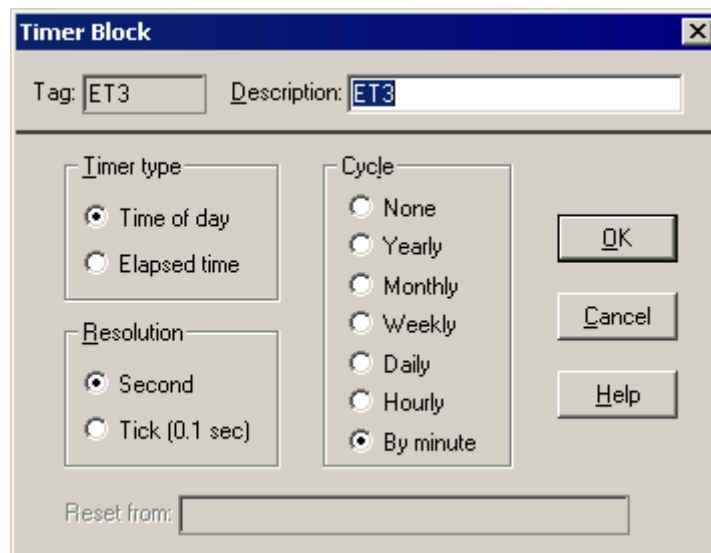 Timer Block
Tag: ET3 Description: ET3
Timer type
Time of day
Elapsed time
Resolution
Second
Tick (0.1 sec)
Cycle
None
Yearly
Monthly
Weekly
Daily
Hourly
By minute
OK
Cancel
Help
Reset from: